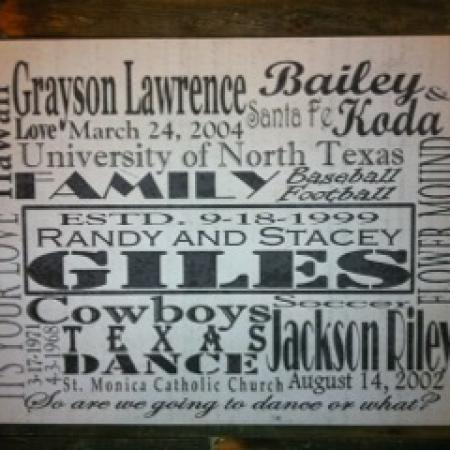 Hawaii
Grayson Lawrence
Love March 24, 2004
Bailey &
Santa Fe Koda
University of North Texas
FAMILY Baseball
Football
ESTD. 9-18-1999
RANDY AND STACEY
GILES
FLOWER MOUND
IT'S YOUR LOVE
3-17-1971
4-3-1968
Cowboys Soccer
TEXAS Jackson Riley
DANCE August 14, 2002
St. Monica Catholic Church
So are we going to dance or what?